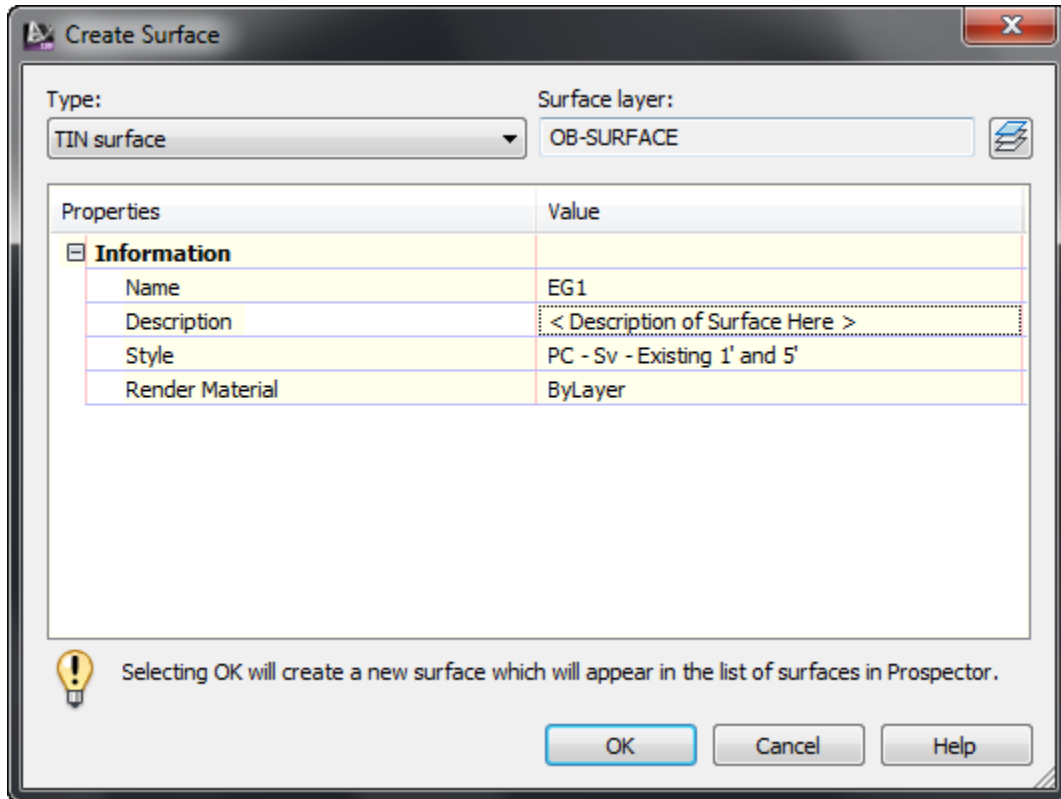 Create Surface
Type:
Surface layer:
TIN surface
OB-SURFACE
Properties Value
Information
Name EG1
Description < Description of Surface Here >
Style PC - Sv - Existing 1' and 5'
Render Material ByLayer
Selecting OK will create a new surface which will appear in the list of surfaces in Prospector.
OK Cancel Help